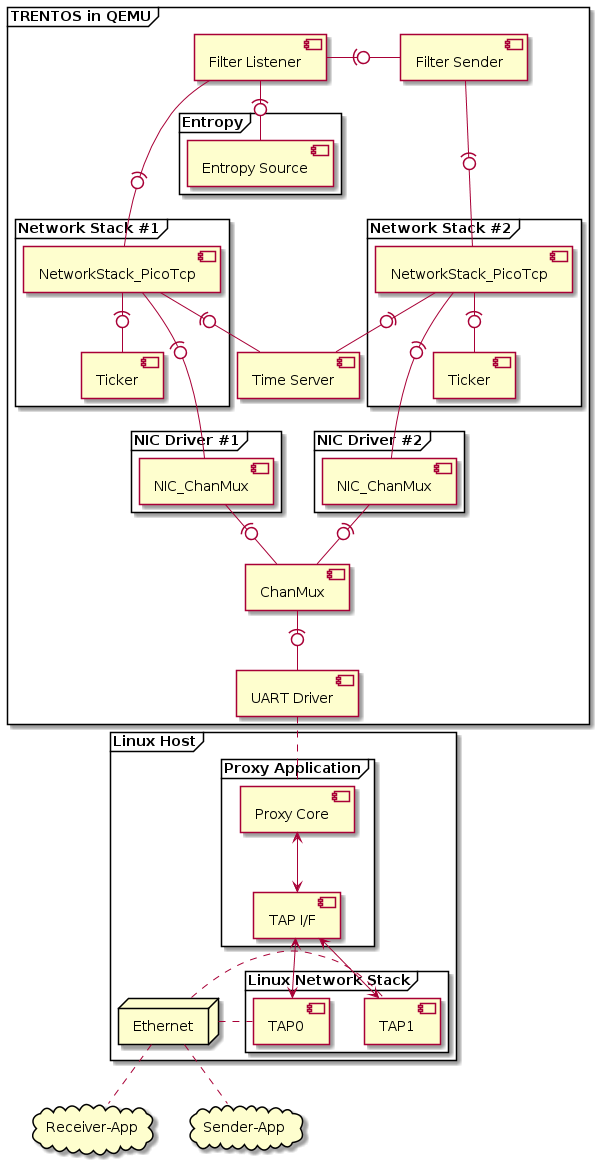 TRENTOS in QEMU
Filter Listener
Filter Sender
Entropy
Entropy Source
Network Stack #1
Network Stack #2
NetworkStack_PicoTcp
NetworkStack_PicoTcp
Ticker
Time Server
Ticker
NIC Driver #1
NIC Driver #2
NIC_ChanMux
NIC_ChanMux
ChanMux
UART Driver
Linux Host
Proxy Application
Proxy Core
TAP I/F
Linux Network Stack
Ethernet
TAP0
TAP1
Receiver-App
Sender-App